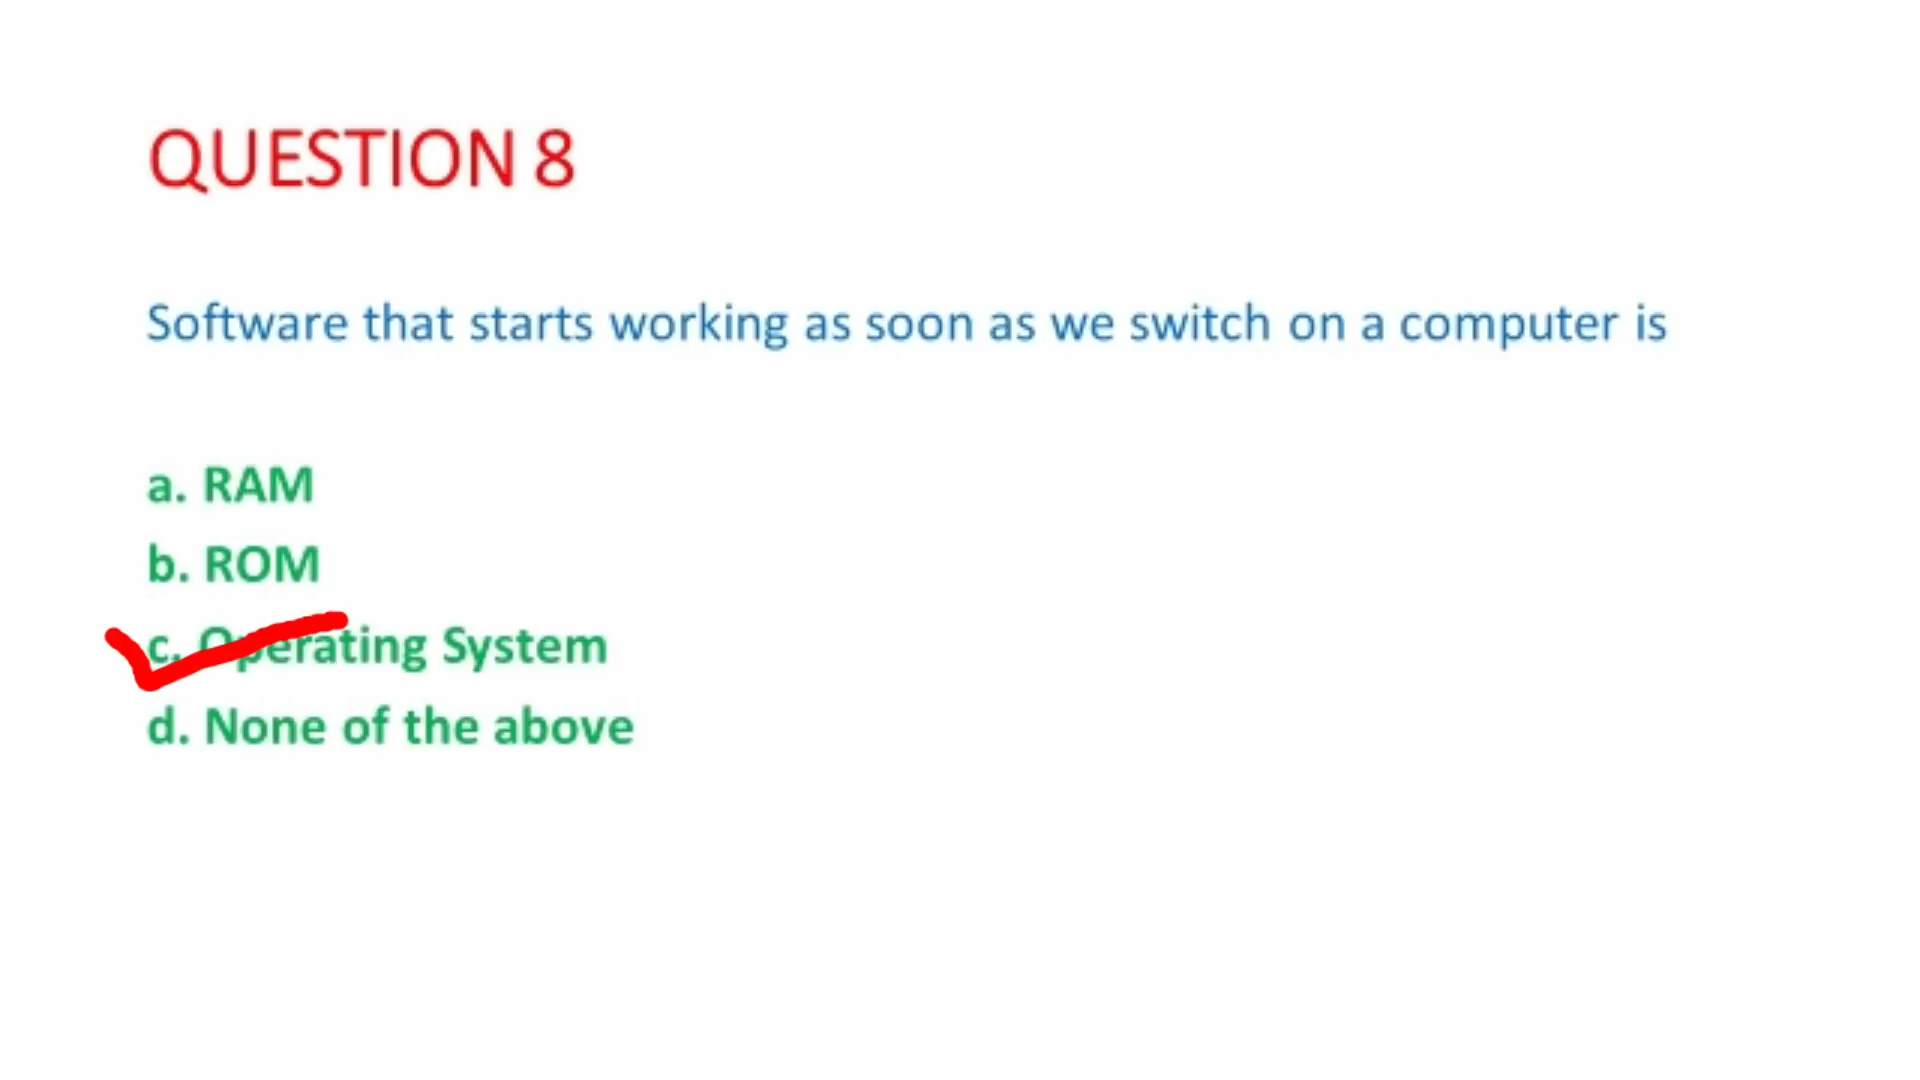 QUESTION 8
Software that starts working as soon as we switch on a computer is
a. RAM
b. ROM
c. Operating System
d. None of the above